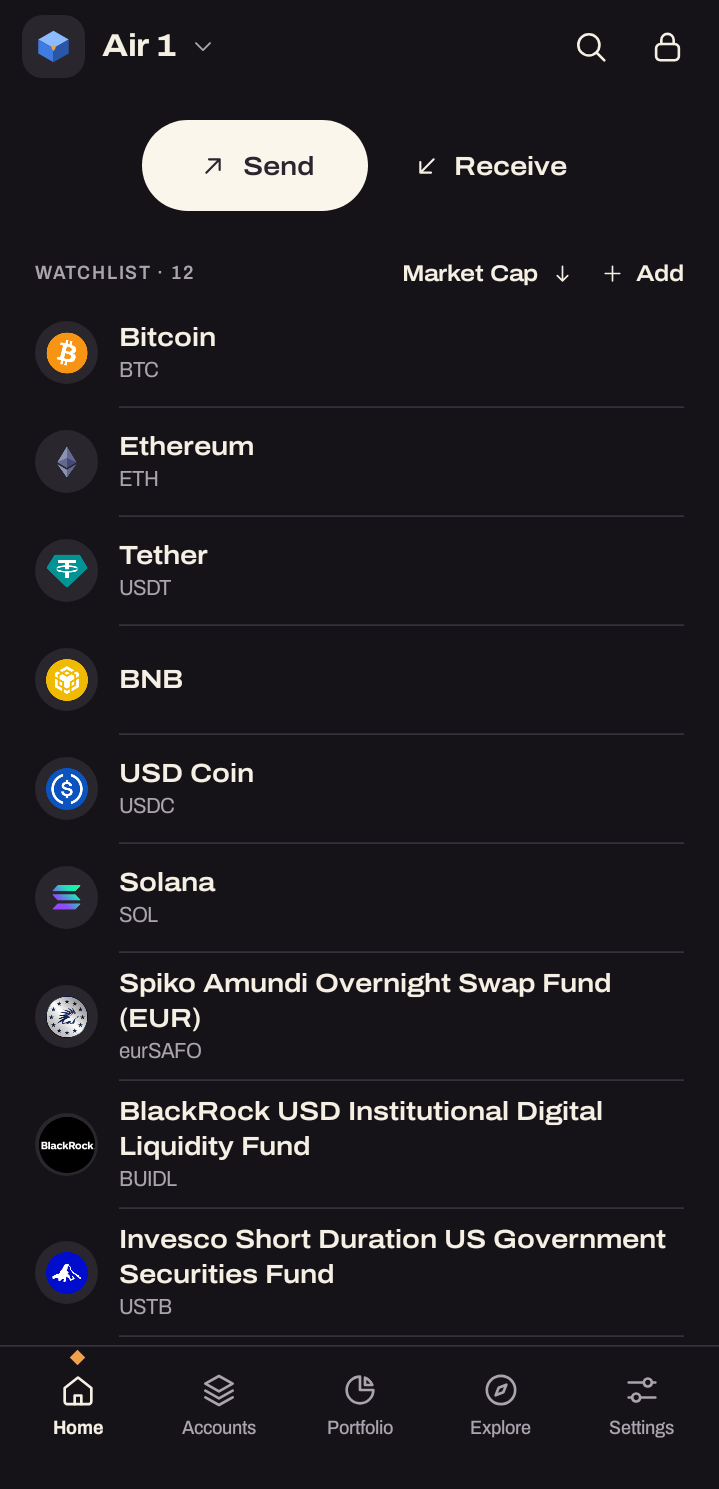 Air 1
Send
Receive
WATCHLIST · 12
Market Cap ↓ + Add
Bitcoin
BTC
Ethereum
ETH
Tether
USDT
BNB
USD Coin
USDC
Solana
SOL
Spiko Amundi Overnight Swap Fund
(EUR)
eurSAFO
BlackRock
BlackRock USD Institutional Digital
Liquidity Fund
BUIDL
Invesco Short Duration US Government
Securities Fund
USTB
Home
Accounts
Portfolio
Explore
Settings